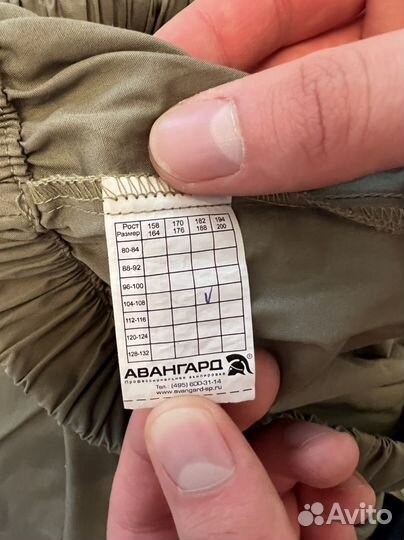 Рост 158 170 182 194
Размер 164 176 188 200
80-84
88-92
96-100
104-108 V
112-116
120-124
128-132
АВАНГАРД
Профессиональная экипировка
Тел.: (495) 600-31-14
www.avangard-sp.ru
Avito